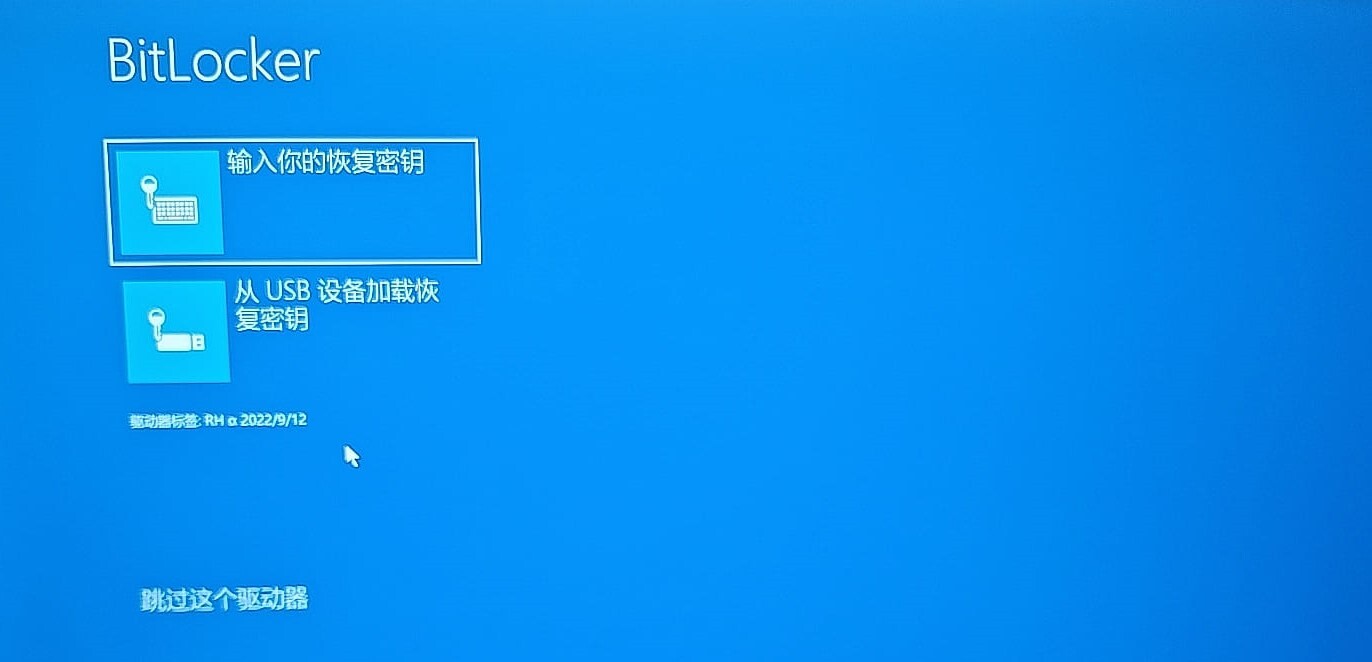 BitLocker
输入你的恢复密钥
从 USB 设备加载恢
复密钥
驱动器标签: RH α 2022/9/12
跳过这个驱动器